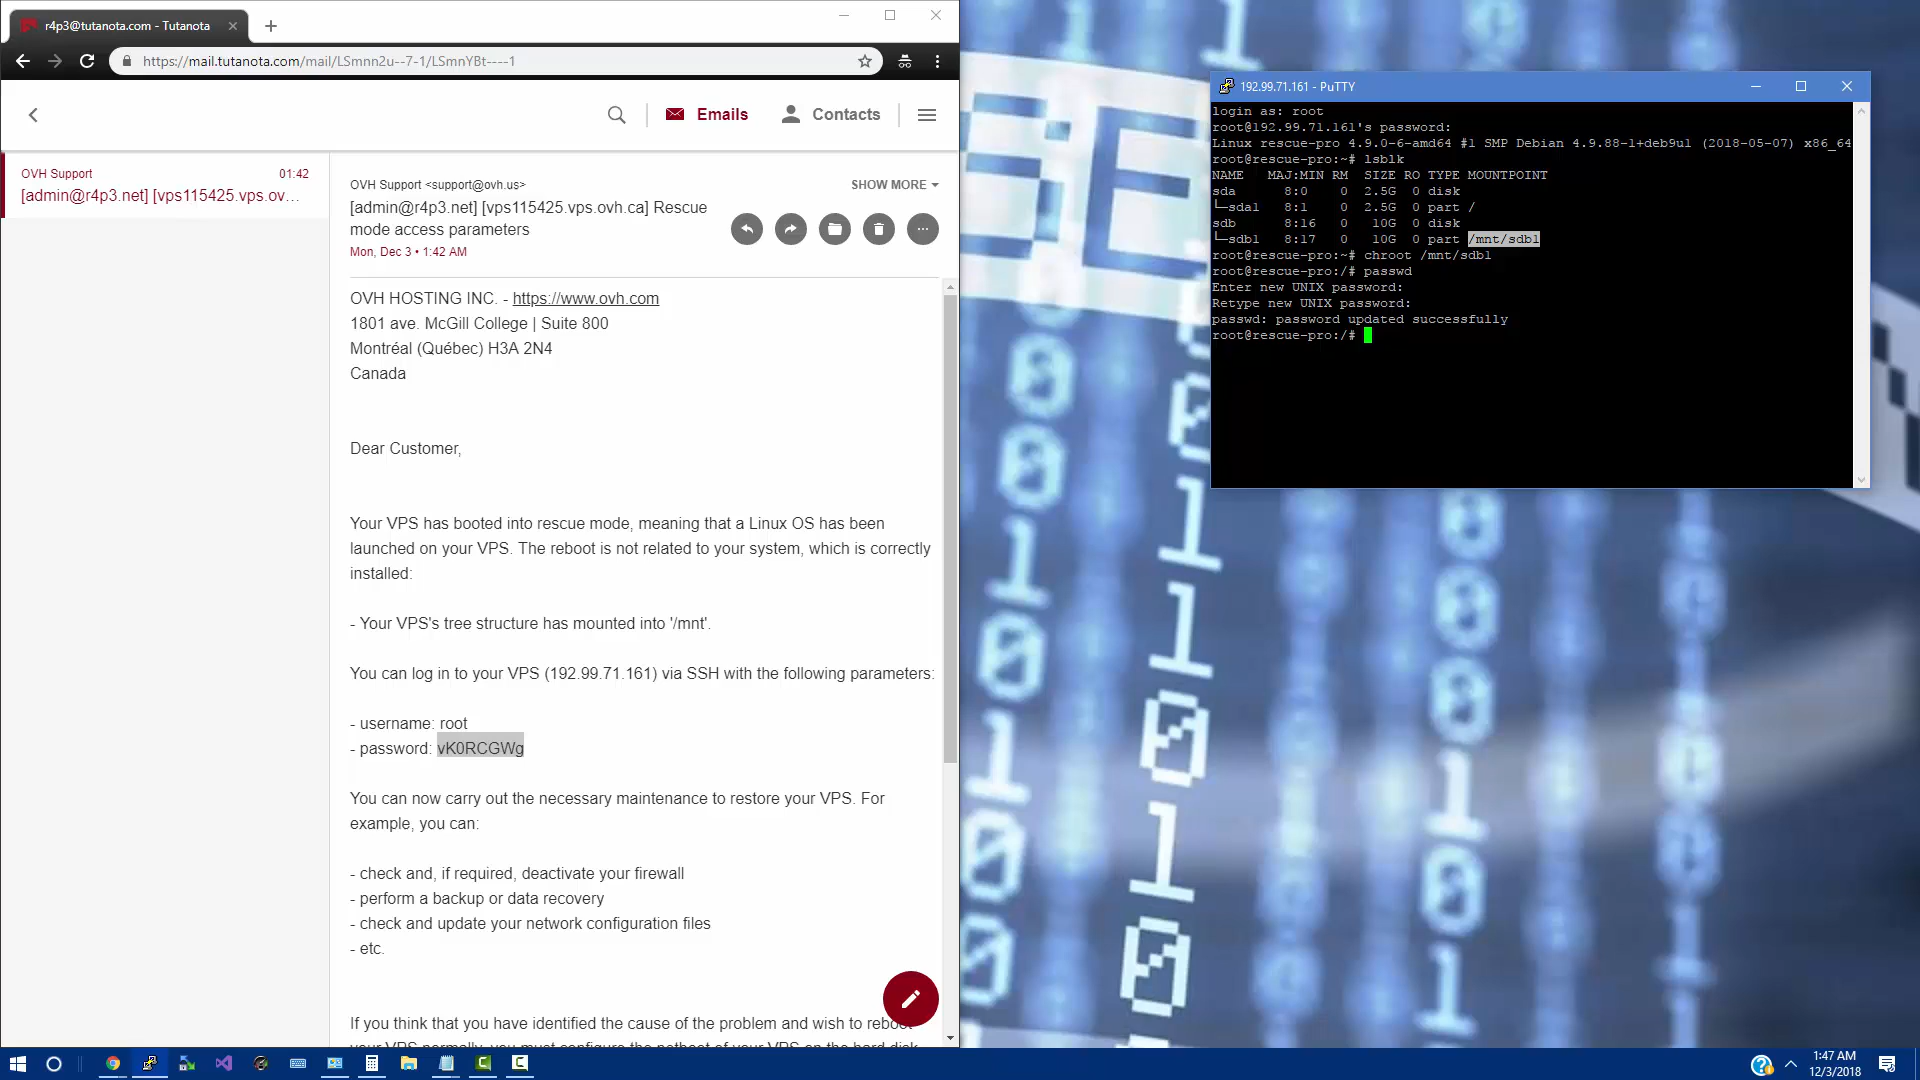 r4p3@tutanota.com - Tutanota
https://mail.tutanota.com/mail/LSmnn2u--7-1/LSmnYBt----1
Emails
Contacts
OVH Support
01:42
[admin@r4p3.net] [vps115425.vps.ov…
OVH Support <support@ovh.us>
SHOW MORE
[admin@r4p3.net] [vps115425.vps.ovh.ca] Rescue
mode access parameters
Mon, Dec 3 • 1:42 AM
OVH HOSTING INC. - https://www.ovh.com
1801 ave. McGill College | Suite 800
Montréal (Québec) H3A 2N4
Canada
Dear Customer,
Your VPS has booted into rescue mode, meaning that a Linux OS has been
launched on your VPS. The reboot is not related to your system, which is correctly
installed:
- Your VPS's tree structure has mounted into '/mnt'.
You can log in to your VPS (192.99.71.161) via SSH with the following parameters:
- username: root
- password: vK0RCGWg
You can now carry out the necessary maintenance to restore your VPS. For
example, you can:
- check and, if required, deactivate your firewall
- perform a backup or data recovery
- check and update your network configuration files
- etc.
If you think that you have identified the cause of the problem and wish to reboot
your VPS normally, you must configure the netboot of your VPS on the hard disk
192.99.71.161 - PuTTY
login as: root
root@192.99.71.161's password:
Linux rescue-pro 4.9.0-6-amd64 #1 SMP Debian 4.9.88-1+deb9u1 (2018-05-07) x86_64
root@rescue-pro:~# lsblk
NAME   MAJ:MIN RM  SIZE RO TYPE MOUNTPOINT
sda      8:0    0  2.5G  0 disk
└─sda1   8:1    0  2.5G  0 part /
sdb      8:16   0   10G  0 disk
└─sdb1   8:17   0   10G  0 part /mnt/sdb1
root@rescue-pro:~# chroot /mnt/sdb1
root@rescue-pro:/# passwd
Enter new UNIX password:
Retype new UNIX password:
passwd: password updated successfully
root@rescue-pro:/#
1:47 AM
12/3/2018